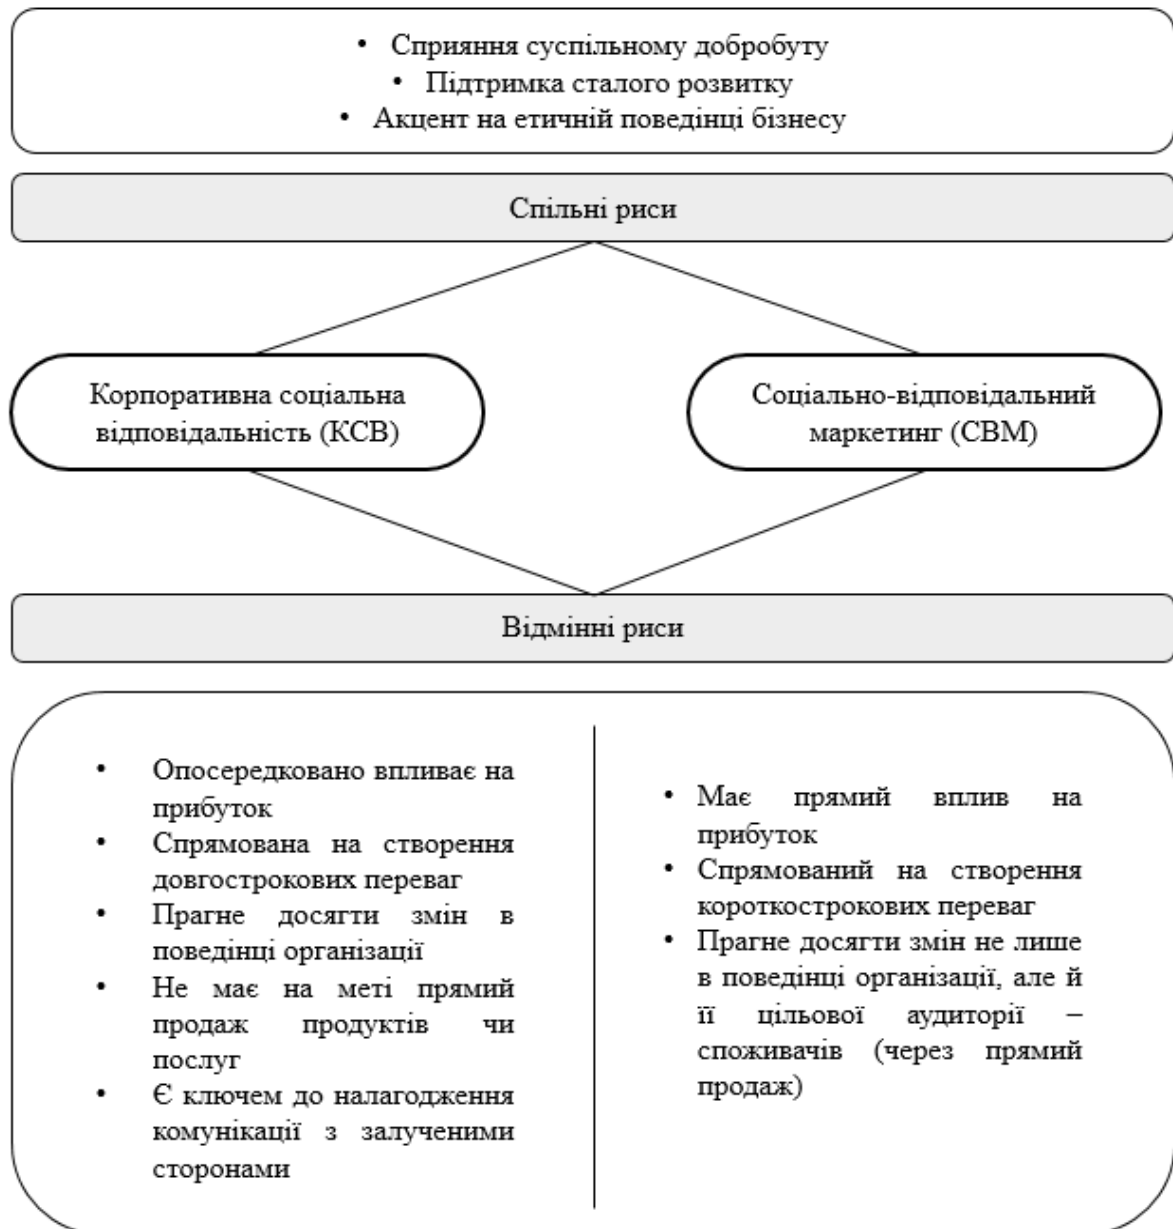 • Сприяння суспільному добробуту
• Підтримка сталого розвитку
• Акцент на етичній поведінці бізнесу
Спільні риси
Корпоративна соціальна
відповідальність (КСВ)
Соціально-відповідальний
маркетинг (СВМ)
Відмінні риси
• Опосередковано впливає на
прибуток
• Спрямована на створення
довгострокових переваг
• Прагне досягти змін в
поведінці організації
• Не має на меті прямий
продаж продуктів чи
послуг
• Є ключем до налагодження
комунікації з залученими
сторонами
• Має прямий вплив на
прибуток
• Спрямований на створення
короткострокових переваг
• Прагне досягти змін не лише
в поведінці організації, але й
її цільової аудиторії –
споживачів (через прямий
продаж)